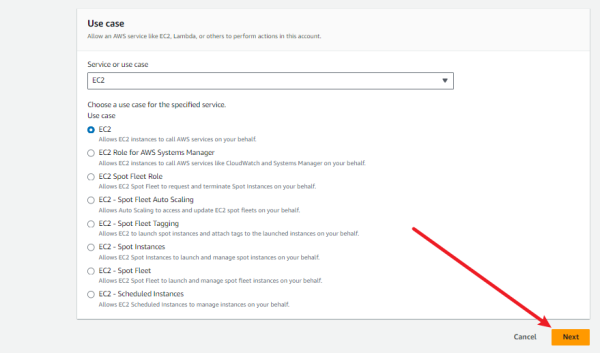 Use case
Allow an AWS service like EC2, Lambda, or others to perform actions in this account.
Service or use case
EC2
Choose a use case for the specified service.
Use case
EC2
Allows EC2 instances to call AWS services on your behalf.
EC2 Role for AWS Systems Manager
Allows EC2 instances to call AWS services like CloudWatch and Systems Manager on your behalf.
EC2 Spot Fleet Role
Allows EC2 Spot Fleet to request and terminate Spot Instances on your behalf.
EC2 - Spot Fleet Auto Scaling
Allows Auto Scaling to access and update EC2 spot fleets on your behalf.
EC2 - Spot Fleet Tagging
Allows EC2 to launch spot instances and attach tags to the launched instances on your behalf.
EC2 - Spot Instances
Allows EC2 Spot Instances to launch and manage spot instances on your behalf.
EC2 - Spot Fleet
Allows EC2 Spot Fleet to launch and manage spot fleet instances on your behalf.
EC2 - Scheduled Instances
Allows EC2 Scheduled Instances to manage instances on your behalf.
Cancel
Next